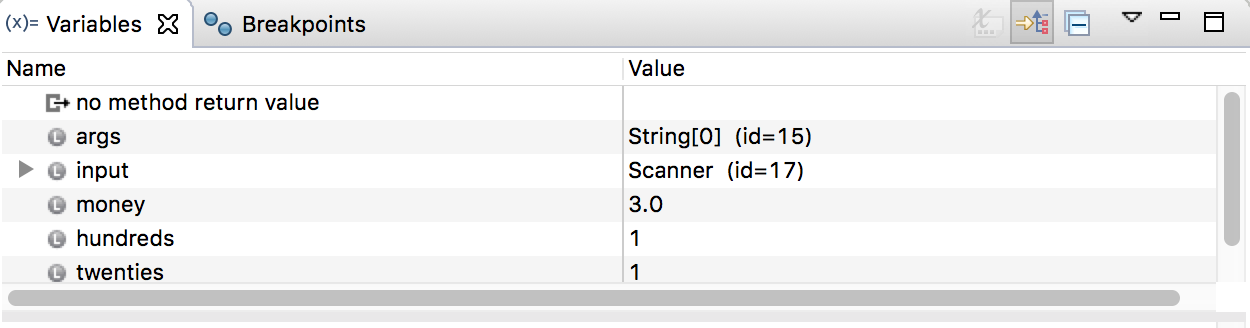 (x)= Variables Breakpoints
Name Value
no method return value
L args String[0] (id=15)
L input Scanner (id=17)
L money 3.0
L hundreds 1
L twenties 1